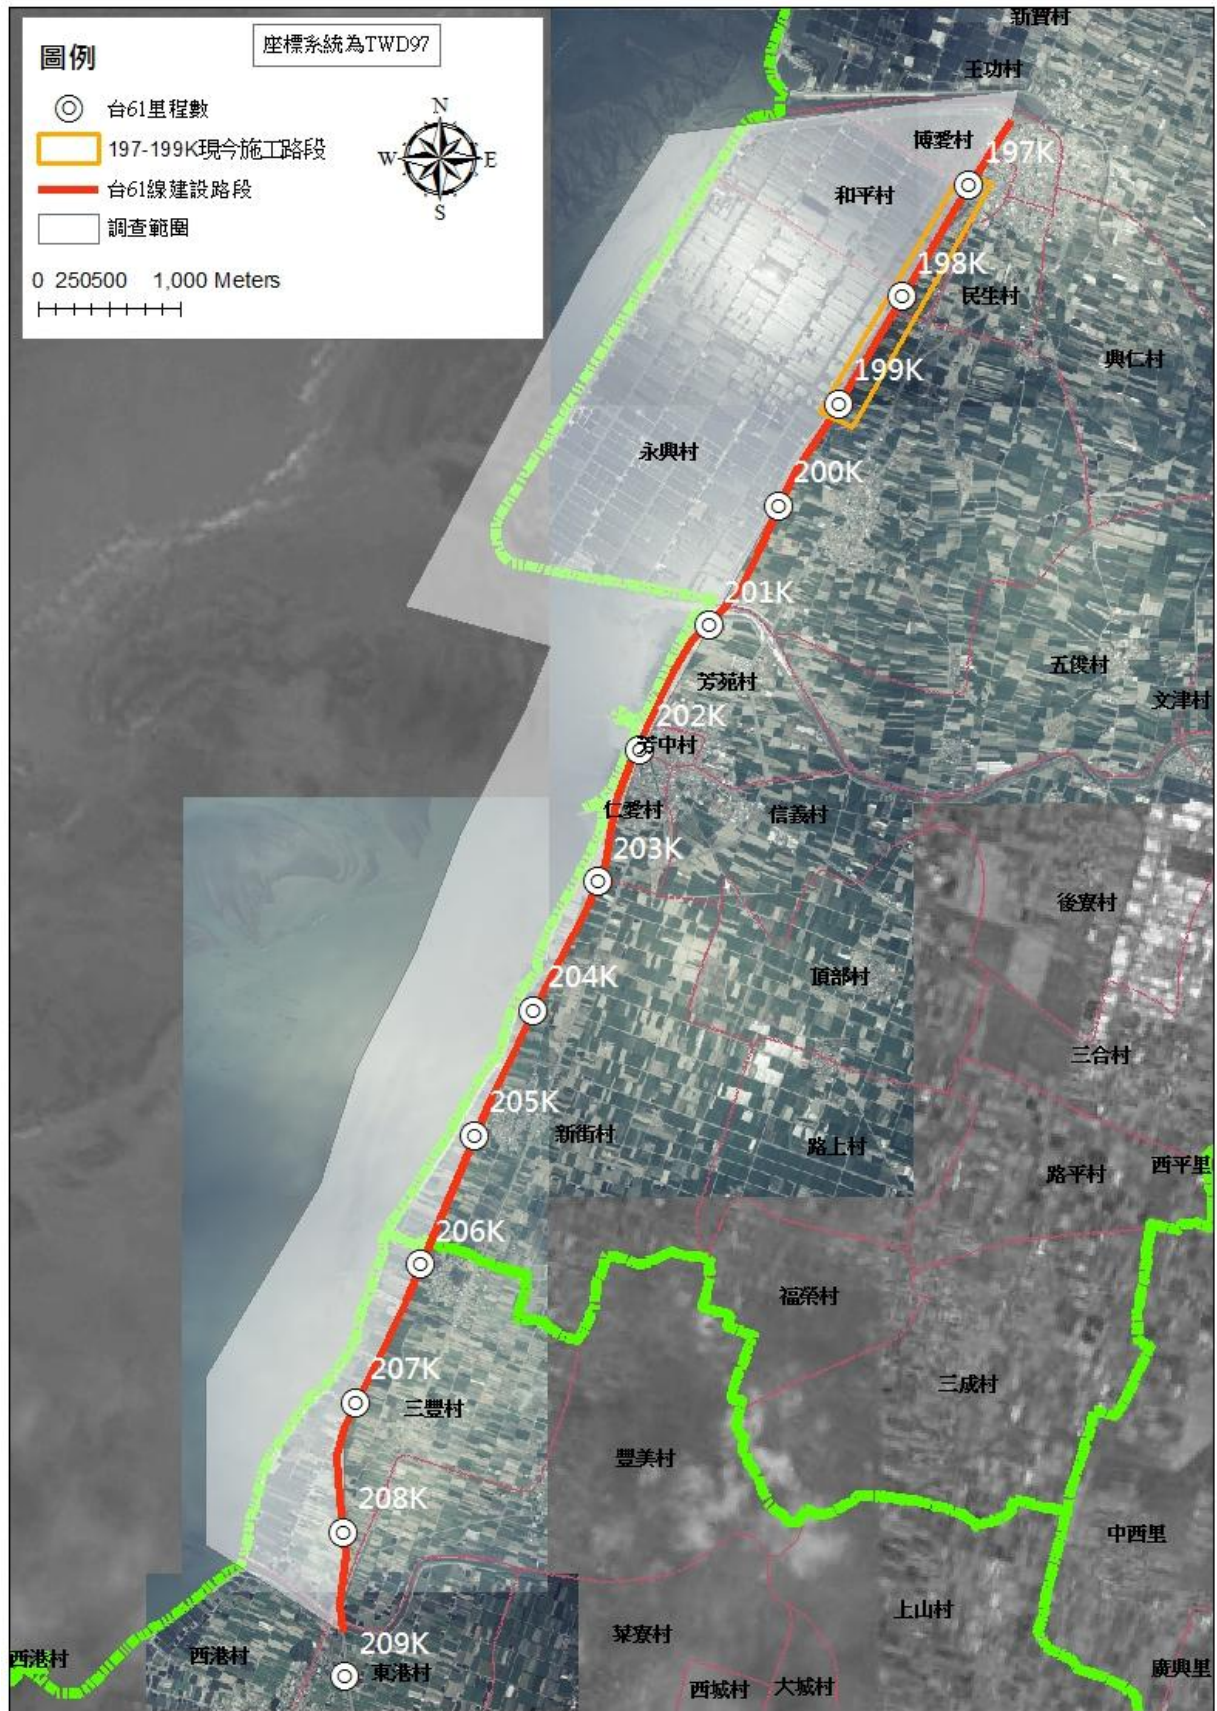 圖例
座標系統為TWD97
台61里程數
197-199K現今施工路段
台61線建設路段
調查範圍
0 250500 1,000 Meters
N
W
E
S
新寶村
王功村
博愛村
197K
和平村
198K
民生村
興仁村
199K
永興村
200K
201K
五俊村
芳苑村
文津村
202K
芳中村
仁愛村
信義村
203K
後寮村
204K
頂部村
三合村
205K
新街村
路上村
路平村
西平里
206K
福榮村
207K
三豐村
三成村
豐美村
208K
中西里
上山村
209K
菜寮村
西港村
西港村
東港村
西城村
大城村
廣興里